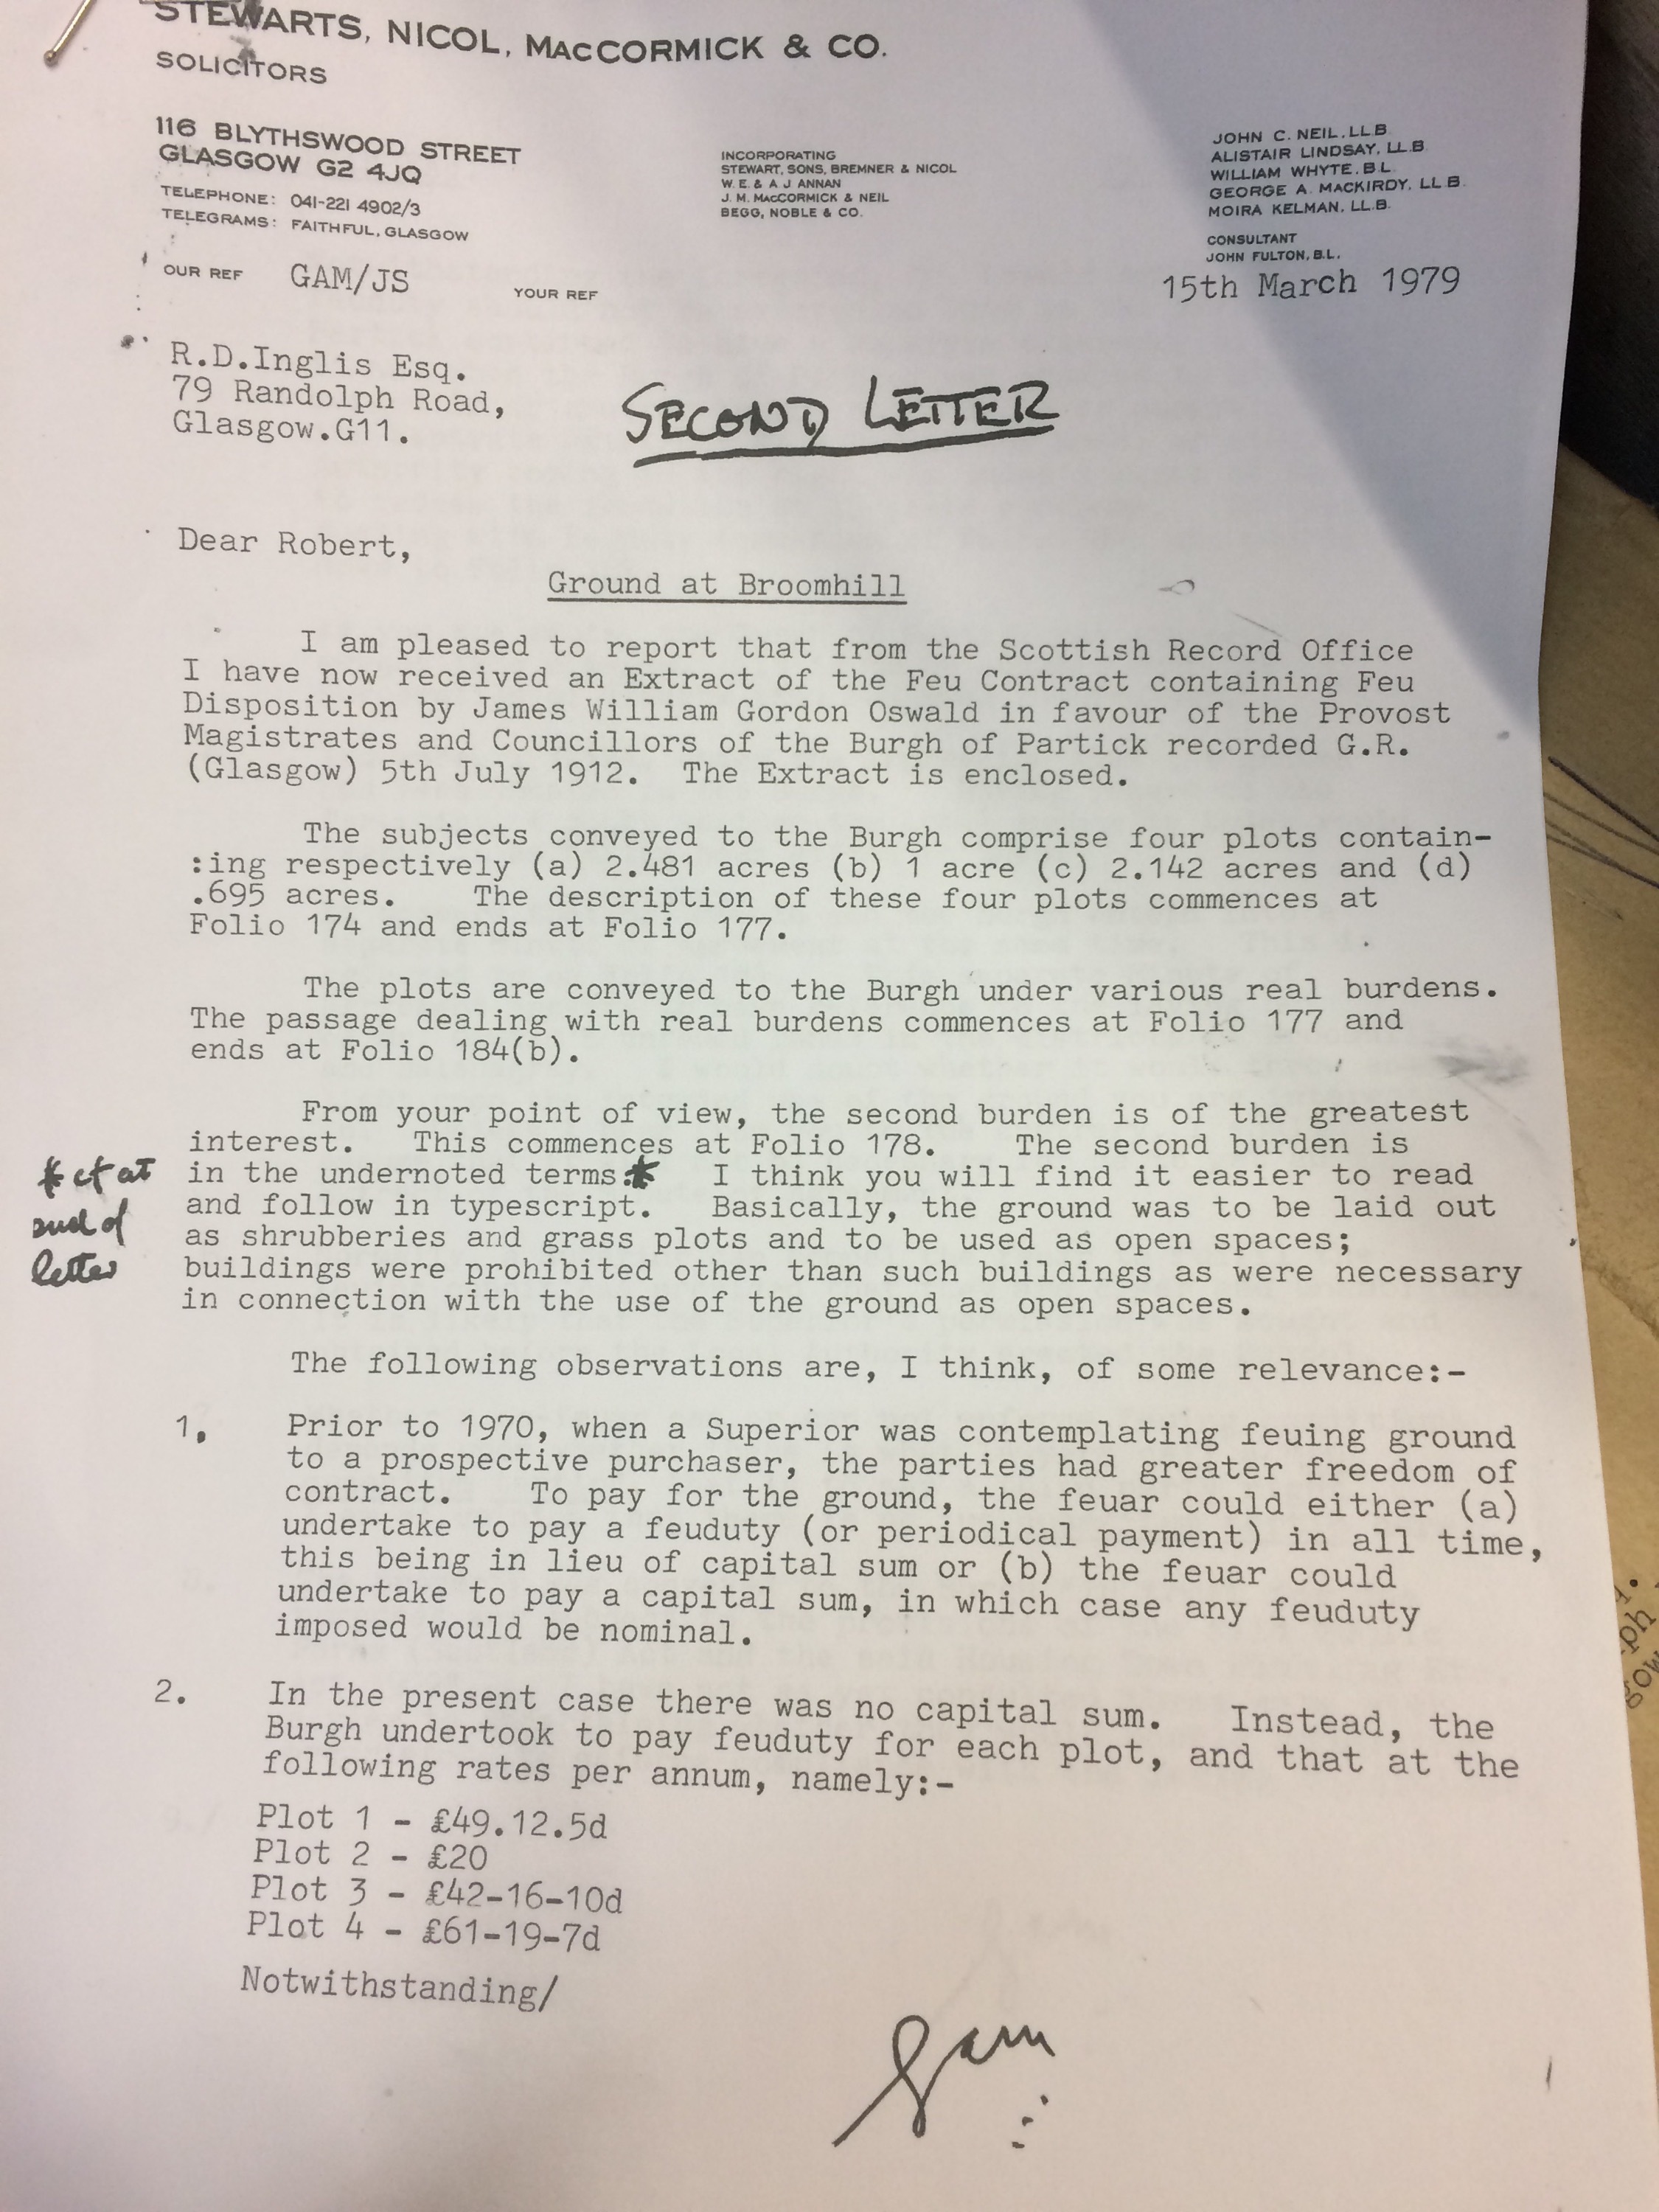 STEWARTS, NICOL, MACCORMICK & CO.
SOLICITORS
116 BLYTHSWOOD STREET
GLASGOW G2 4JQ
TELEPHONE: 041-221 4902/3
TELEGRAMS: FAITHFUL, GLASGOW
INCORPORATING
STEWART, SONS, BREMNER & NICOL
W. E. & A. J. ANNAN
J. M. MACCORMICK & NEIL
BEGG, NOBLE & CO.
JOHN C. NEIL, LL.B.
ALISTAIR LINDSAY, LL.B.
WILLIAM WHYTE, B.L.
GEORGE A. MACKIRDY, LL.B.
MOIRA KELMAN, LL.B.
CONSULTANT
JOHN FULTON, B.L.
OUR REF GAM/JS YOUR REF
15th March 1979
R.D.Inglis Esq.
79 Randolph Road,
Glasgow.G11.
SECOND LETTER
Dear Robert,
Ground at Broomhill
I am pleased to report that from the Scottish Record Office
I have now received an Extract of the Feu Contract containing Feu
Disposition by James William Gordon Oswald in favour of the Provost
Magistrates and Councillors of the Burgh of Partick recorded G.R.
(Glasgow) 5th July 1912. The Extract is enclosed.
The subjects conveyed to the Burgh comprise four plots contain-
:ing respectively (a) 2.481 acres (b) 1 acre (c) 2.142 acres and (d)
.695 acres. The description of these four plots commences at
Folio 174 and ends at Folio 177.
The plots are conveyed to the Burgh under various real burdens.
The passage dealing with real burdens commences at Folio 177 and
ends at Folio 184(b).
From your point of view, the second burden is of the greatest
interest. This commences at Folio 178. The second burden is
in the undernoted terms:* I think you will find it easier to read
and follow in typescript. Basically, the ground was to be laid out
as shrubberies and grass plots and to be used as open spaces;
buildings were prohibited other than such buildings as were necessary
in connection with the use of the ground as open spaces.
* cf at
end of
letter
The following observations are, I think, of some relevance:-
1. Prior to 1970, when a Superior was contemplating feuing ground
to a prospective purchaser, the parties had greater freedom of
contract. To pay for the ground, the feuar could either (a)
undertake to pay a feuduty (or periodical payment) in all time,
this being in lieu of capital sum or (b) the feuar could
undertake to pay a capital sum, in which case any feuduty
imposed would be nominal.
2. In the present case there was no capital sum. Instead, the
Burgh undertook to pay feuduty for each plot, and that at the
following rates per annum, namely:-
Plot 1 - £49.12.5d
Plot 2 - £20
Plot 3 - £42-16-10d
Plot 4 - £61-19-7d
Notwithstanding/